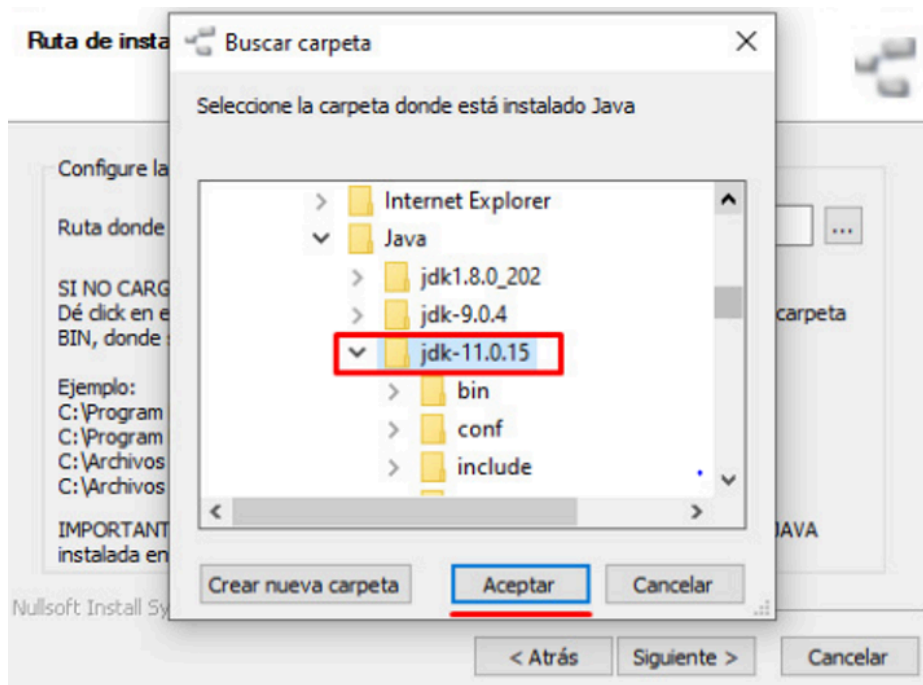 Ruta de insta
Buscar carpeta
Seleccione la carpeta donde está instalado Java
Configure la
Internet Explorer
Java
Ruta donde
...
jdk1.8.0_202
SI NO CARG
jdk-9.0.4
Dé click en e
carpeta
BIN, donde
jdk-11.0.15
Ejemplo:
bin
C:\Program
conf
C:\Program
C:\Archivos
include
C:\Archivos
IMPORTANT
JAVA
instalada en
Crear nueva carpeta
Aceptar
Cancelar
Nullsoft Install Sy
< Atrás
Siguiente >
Cancelar